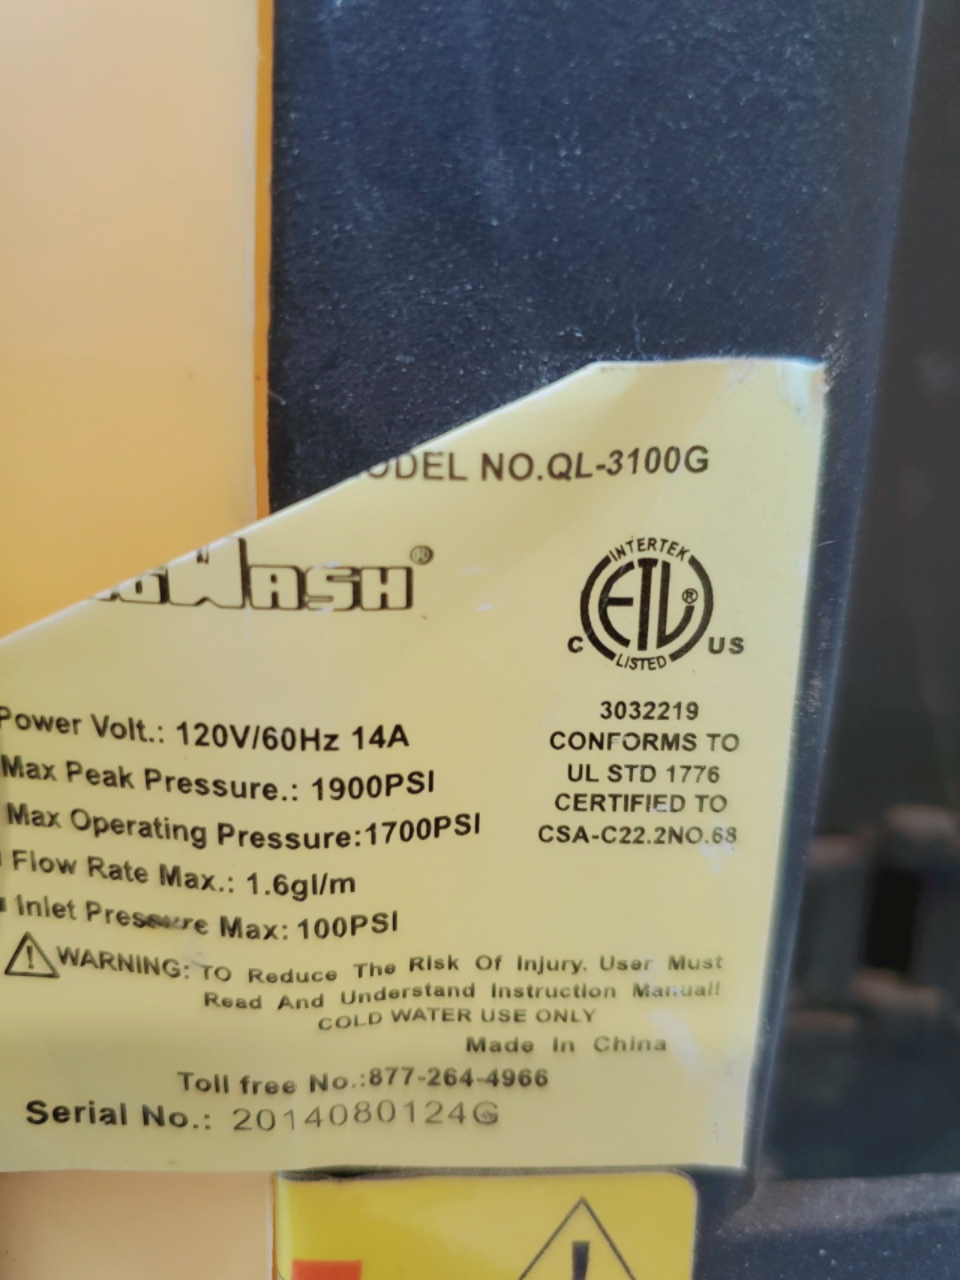 MODEL NO.QL-3100G
WASH®
INTERTEK
ETL®
C US
LISTED
3032219
CONFORMS TO
UL STD 1776
CERTIFIED TO
CSA-C22.2NO.68
Power Volt.: 120V/60Hz 14A
Max Peak Pressure.: 1900PSI
Max Operating Pressure:1700PSI
Flow Rate Max.: 1.6gl/m
Inlet Pressure Max: 100PSI
WARNING: TO Reduce The Risk Of Injury. User Must
Read And Understand Instruction Manual!
COLD WATER USE ONLY
Made In China
Toll free No.:877-264-4966
Serial No.: 2014080124G